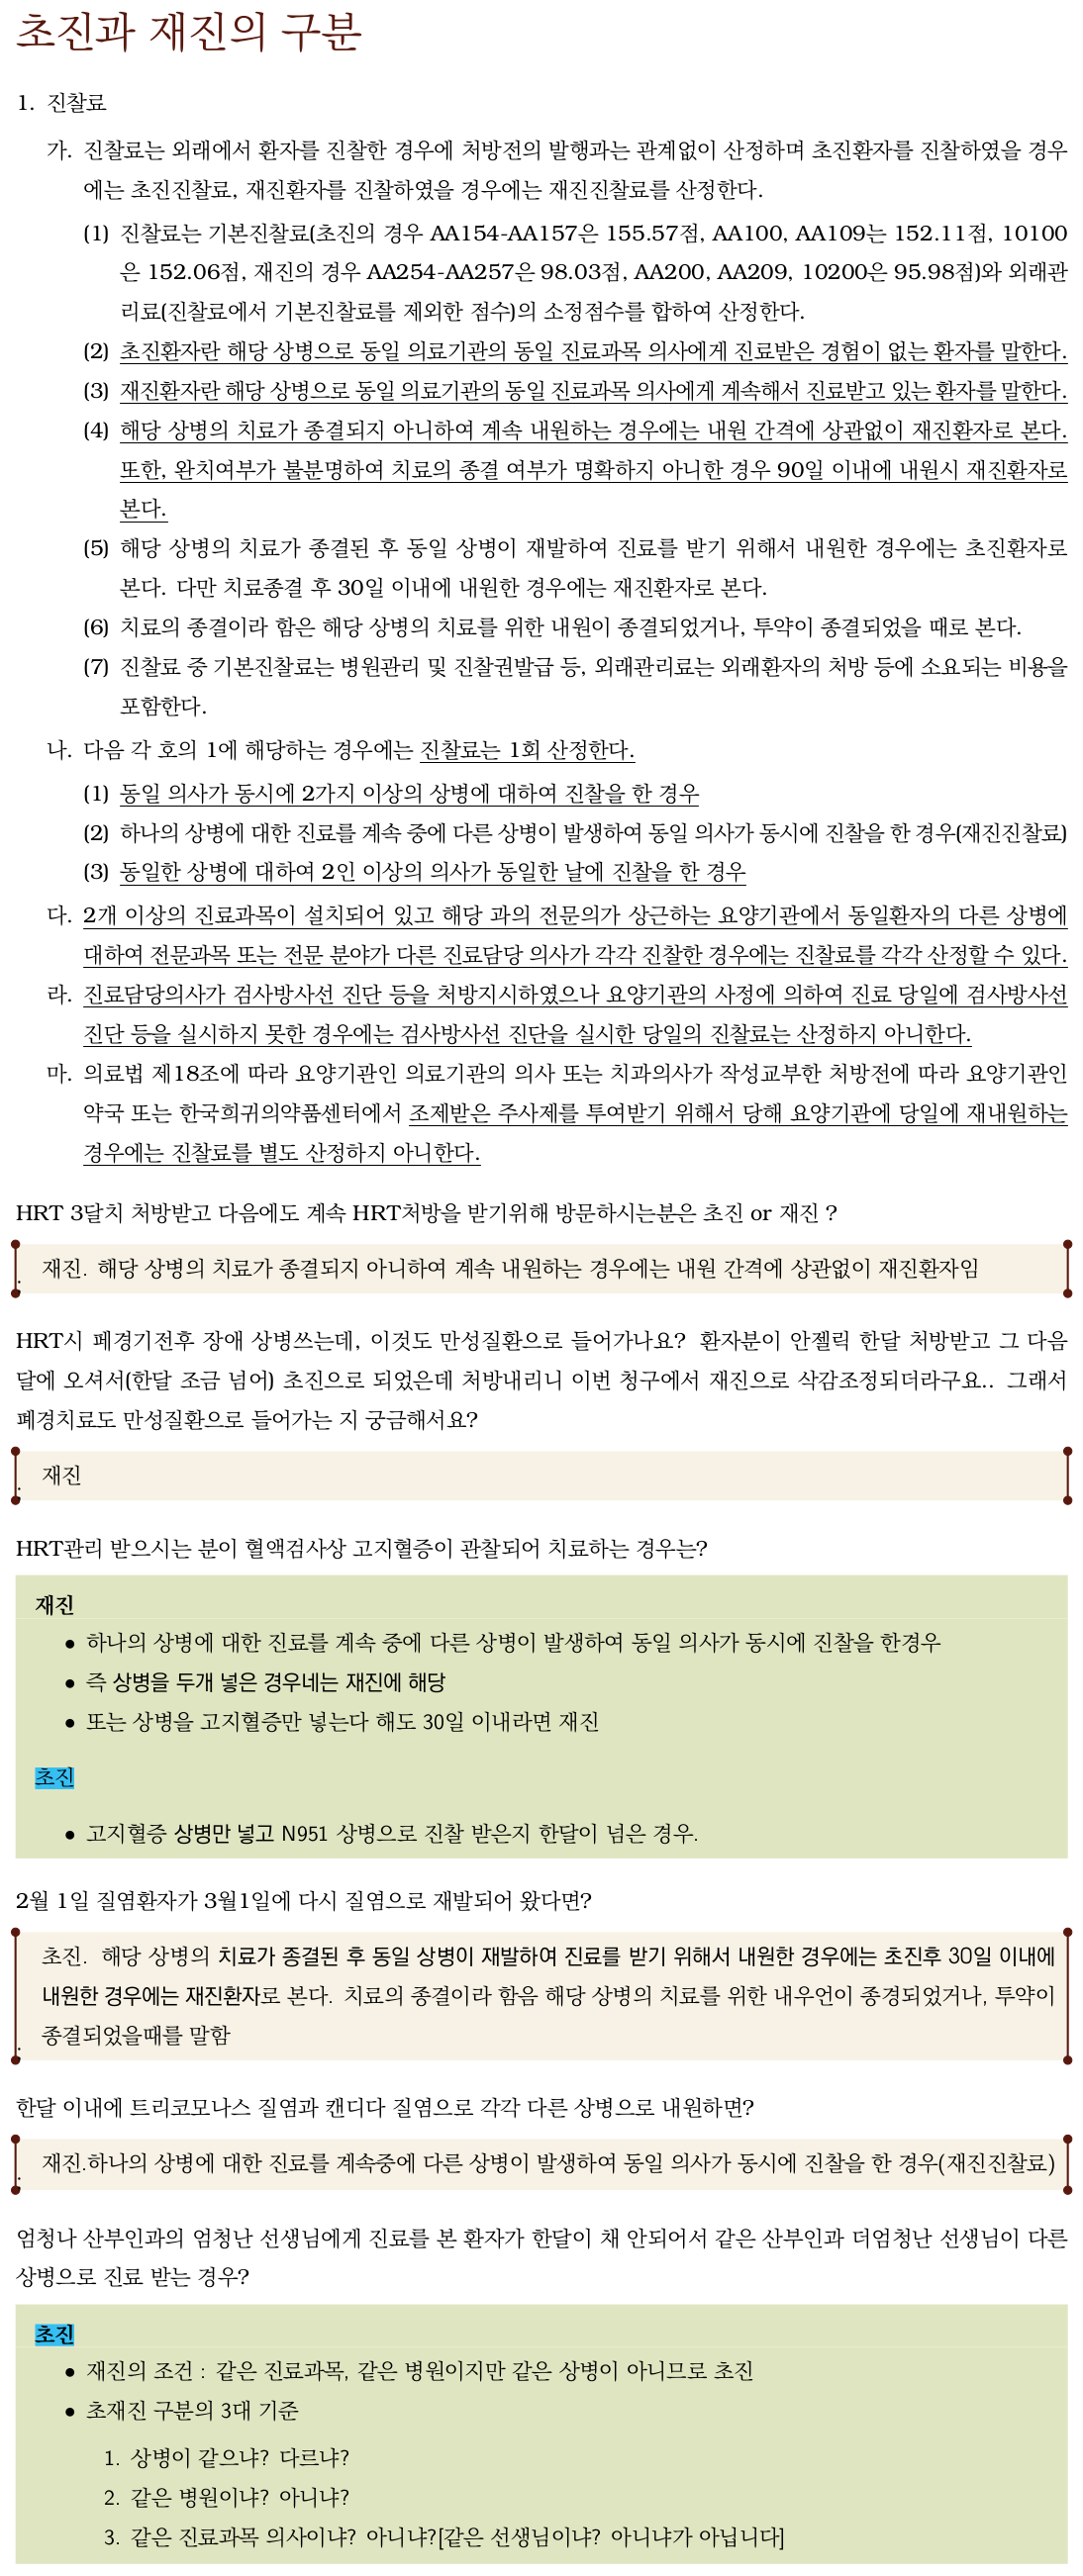 초진과 재진의 구분
1. 진찰료
가. 진찰료는 외래에서 환자를 진찰한 경우에 처방전의 발행과는 관계없이 산정하며 초진환자를 진찰하였을 경우
에는 초진진찰료, 재진환자를 진찰하였을 경우에는 재진진찰료를 산정한다.
(1) 진찰료는 기본진찰료(초진의 경우 AA154-AA157은 155.57점, AA100, AA109는 152.11점, 10100
은 152.06점, 재진의 경우 AA254-AA257은 98.03점, AA200, AA209, 10200은 95.98점)와 외래관
리료(진찰료에서 기본진찰료를 제외한 점수)의 소정점수를 합하여 산정한다.
(2) 초진환자란 해당 상병으로 동일 의료기관의 동일 진료과목 의사에게 진료받은 경험이 없는 환자를 말한다.
(3) 재진환자란 해당 상병으로 동일 의료기관의 동일 진료과목 의사에게 계속해서 진료받고 있는 환자를 말한다.
(4) 해당 상병의 치료가 종결되지 아니하여 계속 내원하는 경우에는 내원 간격에 상관없이 재진환자로 본다.
또한, 완치여부가 불분명하여 치료의 종결 여부가 명확하지 아니한 경우 90일 이내에 내원시 재진환자로
본다.
(5) 해당 상병의 치료가 종결된 후 동일 상병이 재발하여 진료를 받기 위해서 내원한 경우에는 초진환자로
본다. 다만 치료종결 후 30일 이내에 내원한 경우에는 재진환자로 본다.
(6) 치료의 종결이라 함은 해당 상병의 치료를 위한 내원이 종결되었거나, 투약이 종결되었을 때로 본다.
(7) 진찰료 중 기본진찰료는 병원관리 및 진찰권발급 등, 외래관리료는 외래환자의 처방 등에 소요되는 비용을
포함한다.
나. 다음 각 호의 1에 해당하는 경우에는 진찰료는 1회 산정한다.
(1) 동일 의사가 동시에 2가지 이상의 상병에 대하여 진찰을 한 경우
(2) 하나의 상병에 대한 진료를 계속 중에 다른 상병이 발생하여 동일 의사가 동시에 진찰을 한 경우(재진진찰료)
(3) 동일한 상병에 대하여 2인 이상의 의사가 동일한 날에 진찰을 한 경우
다. 2개 이상의 진료과목이 설치되어 있고 해당 과의 전문의가 상근하는 요양기관에서 동일환자의 다른 상병에
대하여 전문과목 또는 전문 분야가 다른 진료담당 의사가 각각 진찰한 경우에는 진찰료를 각각 산정할 수 있다.
라. 진료담당의사가 검사방사선 진단 등을 처방지시하였으나 요양기관의 사정에 의하여 진료 당일에 검사방사선
진단 등을 실시하지 못한 경우에는 검사방사선 진단을 실시한 당일의 진찰료는 산정하지 아니한다.
마. 의료법 제18조에 따라 요양기관인 의료기관의 의사 또는 치과의사가 작성교부한 처방전에 따라 요양기관인
약국 또는 한국희귀의약품센터에서 조제받은 주사제를 투여받기 위해서 당해 요양기관에 당일에 재내원하는
경우에는 진찰료를 별도 산정하지 아니한다.
HRT 3달치 처방받고 다음에도 계속 HRT처방을 받기위해 방문하시는분은 초진 or 재진 ?
재진. 해당 상병의 치료가 종결되지 아니하여 계속 내원하는 경우에는 내원 간격에 상관없이 재진환자임
HRT시 폐경기전후 장애 상병쓰는데, 이것도 만성질환으로 들어가나요? 환자분이 안젤릭 한달 처방받고 그 다음
달에 오셔서(한달 조금 넘어) 초진으로 되었은데 처방내리니 이번 청구에서 재진으로 삭감조정되더라구요.. 그래서
폐경치료도 만성질환으로 들어가는 지 궁금해서요?
재진
HRT관리 받으시는 분이 혈액검사상 고지혈증이 관찰되어 치료하는 경우는?
재진
• 하나의 상병에 대한 진료를 계속 중에 다른 상병이 발생하여 동일 의사가 동시에 진찰을 한경우
• 즉 상병을 두개 넣은 경우네는 재진에 해당
• 또는 상병을 고지혈증만 넣는다 해도 30일 이내라면 재진
초진
• 고지혈증 상병만 넣고 N951 상병으로 진찰 받은지 한달이 넘은 경우.
2월 1일 질염환자가 3월1일에 다시 질염으로 재발되어 왔다면?
초진. 해당 상병의 치료가 종결된 후 동일 상병이 재발하여 진료를 받기 위해서 내원한 경우에는 초진후 30일 이내에
내원한 경우에는 재진환자로 본다. 치료의 종결이라 함음 해당 상병의 치료를 위한 내우언이 종경되었거나, 투약이
종결되었을때를 말함
한달 이내에 트리코모나스 질염과 캔디다 질염으로 각각 다른 상병으로 내원하면?
재진.하나의 상병에 대한 진료를 계속중에 다른 상병이 발생하여 동일 의사가 동시에 진찰을 한 경우(재진진찰료)
엄청나 산부인과의 엄청난 선생님에게 진료를 본 환자가 한달이 채 안되어서 같은 산부인과 더엄청난 선생님이 다른
상병으로 진료 받는 경우?
초진
• 재진의 조건 : 같은 진료과목, 같은 병원이지만 같은 상병이 아니므로 초진
• 초재진 구분의 3대 기준
1. 상병이 같으냐? 다르냐?
2. 같은 병원이냐? 아니냐?
3. 같은 진료과목 의사이냐? 아니냐?[같은 선생님이냐? 아니냐가 아닙니다]